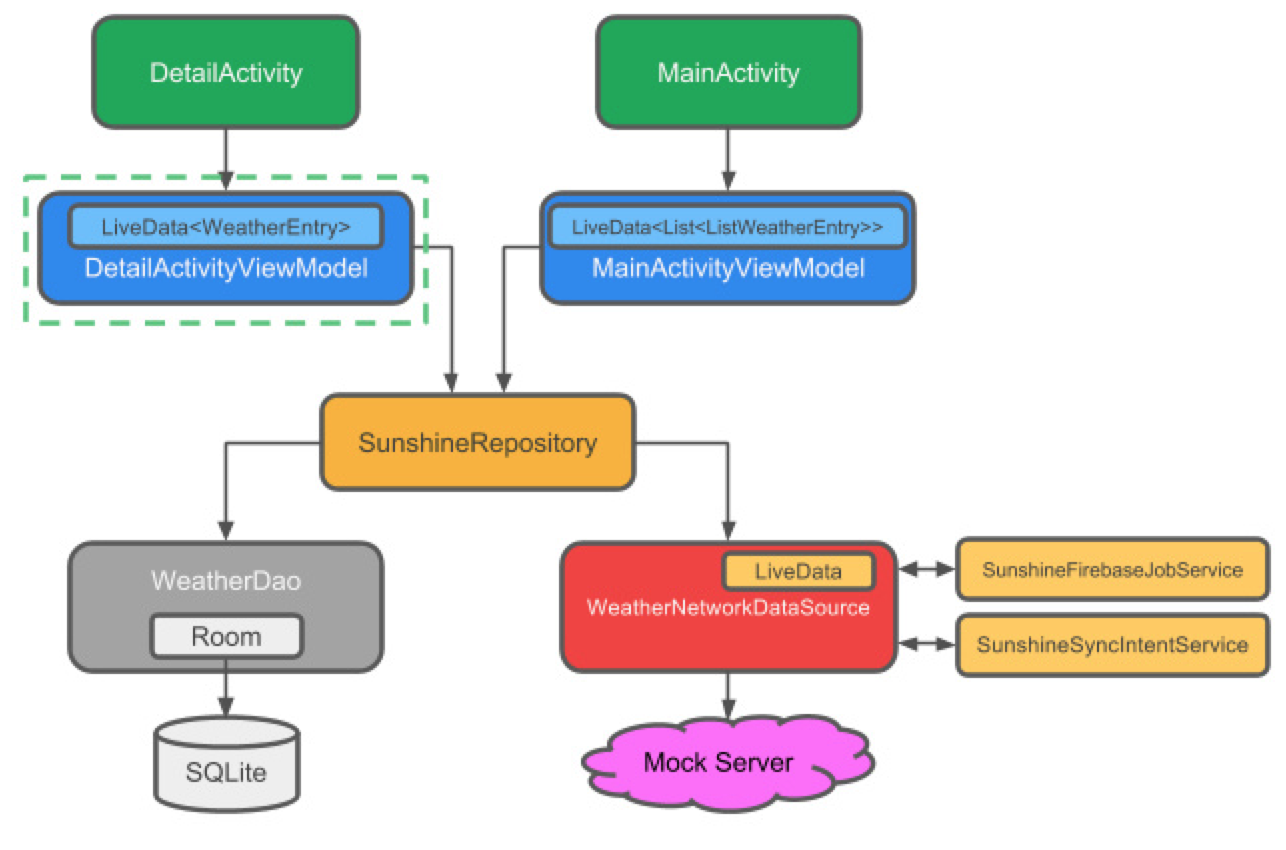 DetailActivity
MainActivity
LiveData<WeatherEntry>
DetailActivityViewModel
LiveData<List<ListWeatherEntry>>
MainActivityViewModel
SunshineRepository
WeatherDao
Room
SQLite
LiveData
WeatherNetworkDataSource
SunshineFirebaseJobService
SunshineSyncIntentService
Mock Server